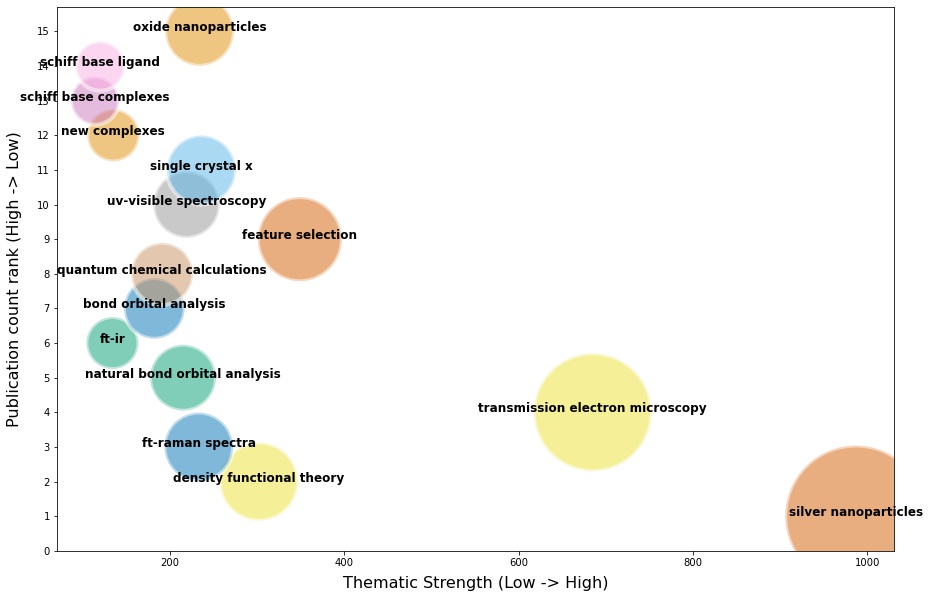 15
oxide nanoparticles
14
schiff base ligand
13
schiff base complexes
12
new complexes
11
single crystal x
10
uv-visible spectroscopy
9
feature selection
8
quantum chemical calculations
7
bond orbital analysis
6
ft-ir
5
natural bond orbital analysis
4
transmission electron microscopy
3
ft-raman spectra
2
density functional theory
1
silver nanoparticles
0
Publication count rank (High -> Low)
200
400
600
800
1000
Thematic Strength (Low -> High)